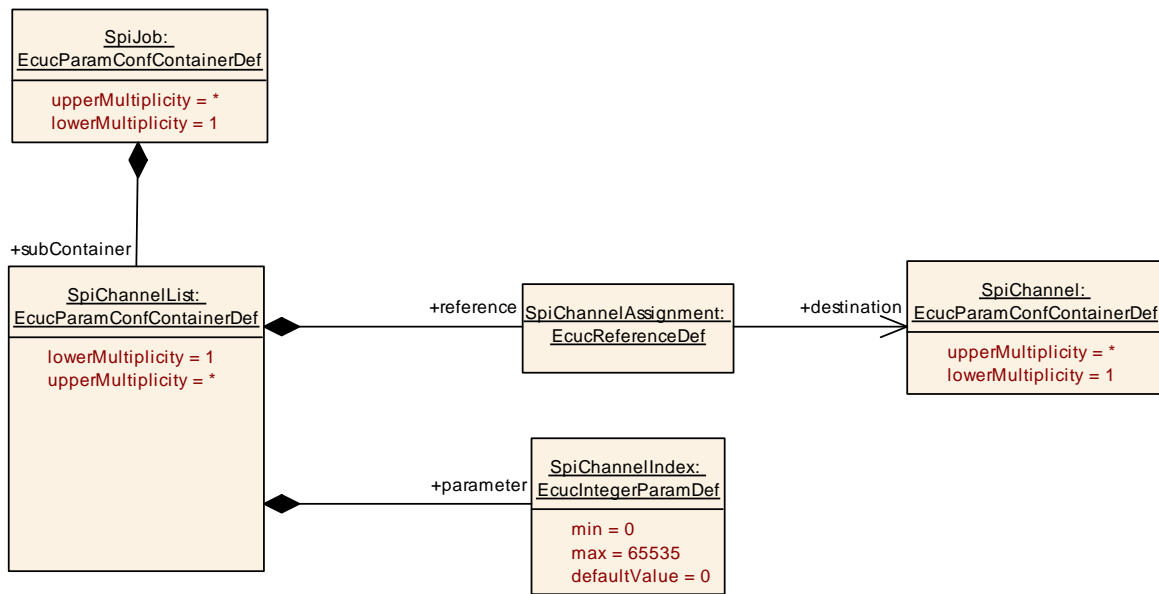 SpiJob:
EcucParamConfContainerDef
upperMultiplicity = *
lowerMultiplicity = 1
+subContainer
SpiChannelList:
EcucParamConfContainerDef
lowerMultiplicity = 1
upperMultiplicity = *
+reference
SpiChannelAssignment:
EcucReferenceDef
+destination
SpiChannel:
EcucParamConfContainerDef
upperMultiplicity = *
lowerMultiplicity = 1
+parameter
SpiChannelIndex:
EcucIntegerParamDef
min = 0
max = 65535
defaultValue = 0